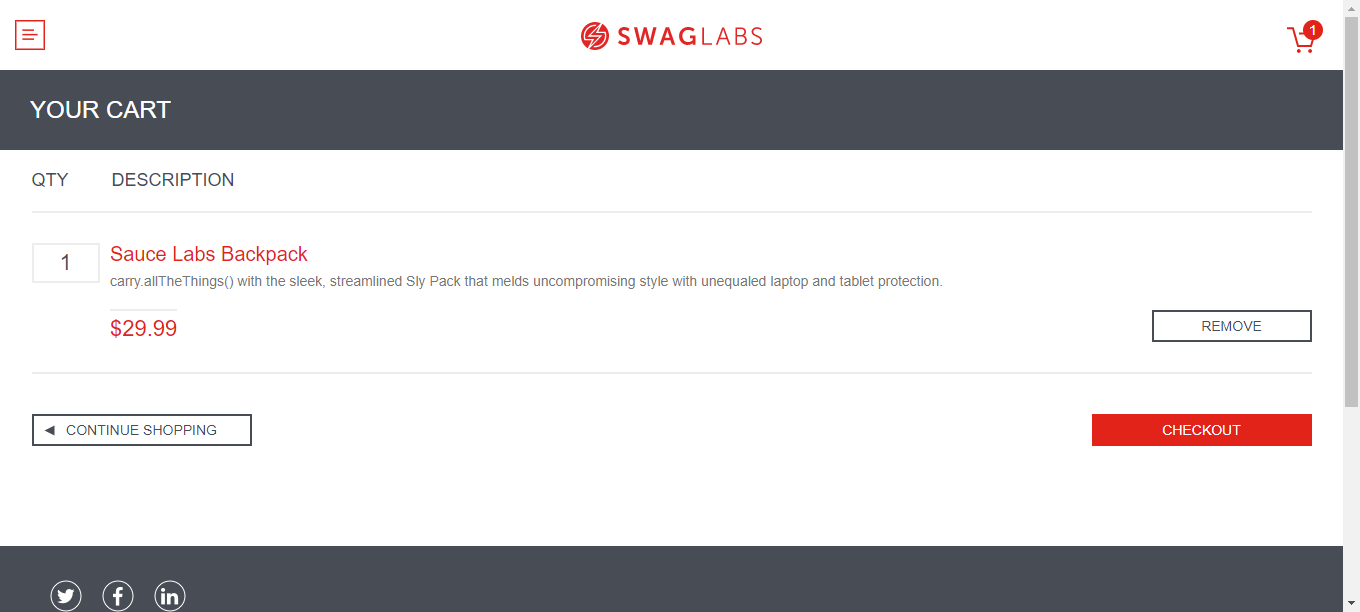 SWAGLABS
1
YOUR CART
QTY DESCRIPTION
1
Sauce Labs Backpack
carry.allTheThings() with the sleek, streamlined Sly Pack that melds uncompromising style with unequaled laptop and tablet protection.
$29.99
REMOVE
CONTINUE SHOPPING
CHECKOUT